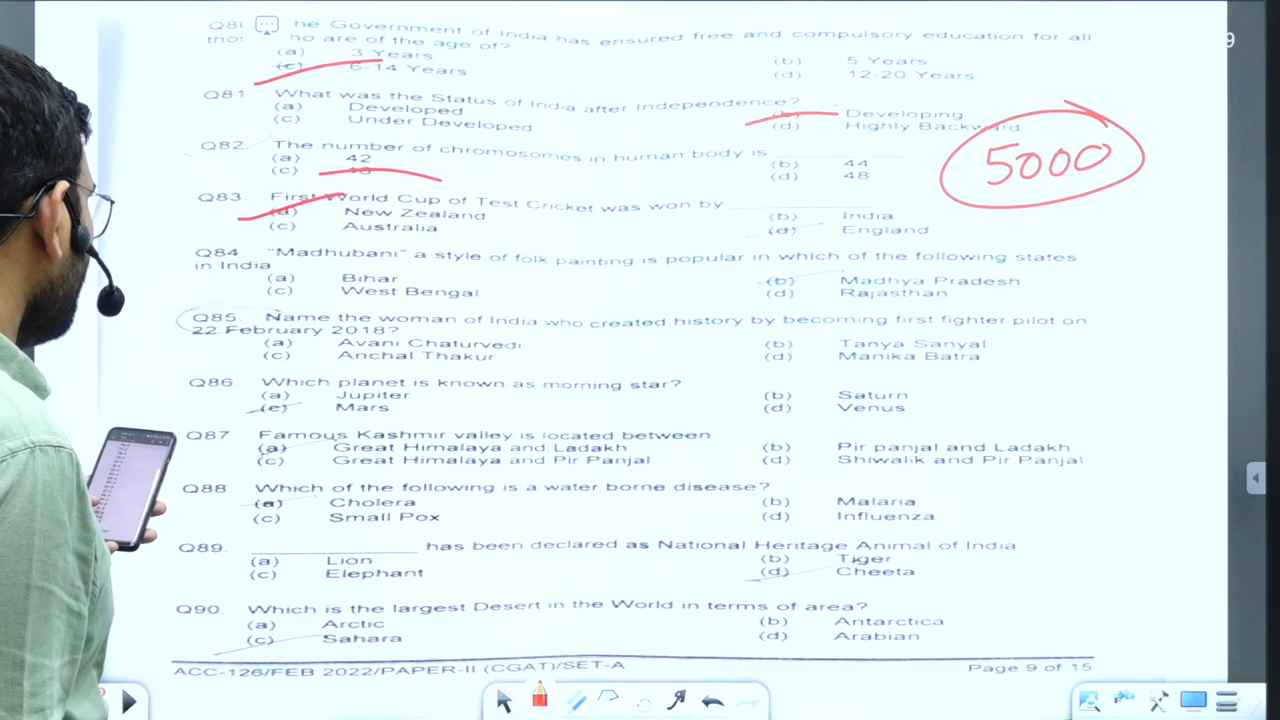 he Government of India has ensured free and compulsory education for all
ho are of the age of?
(a) 3 Years (b) 5 Years
(c) 6-14 Years (d) 12-20 Years
Q81. What was the Status of India after Independence?
(a) Developed Developing
(c) Under Developed (d) Highly Backward
5000
Q82. The number of chromosomes in human body is
(a) 42 (b) 44
(c) (d) 48
Q83. First World Cup of Test Cricket was won by
(a) New Zealand (b) India
(c) Australia (d) England
Q84. "Madhubani" a style of folk painting is popular in which of the following states
in India
(a) Bihar (b) Madhya Pradesh
(c) West Bengal (d) Rajasthan
Q85. Name the woman of India who created history by becoming first fighter pilot on
22 February 2018?
(a) Avani Chaturvedi (b) Tanya Sanyal
(c) Anchal Thakur (d) Manika Batra
Q86. Which planet is known as morning star?
(a) Jupiter (b) Saturn
(c) Mars (d) Venus
Q87 Famous Kashmir valley is located between
(a) Great Himalaya and Ladakh (b) Pir panjal and Ladakh
(c) Great Himalaya and Pir Panjal (d) Shiwalik and Pir Panjal
Q88. Which of the following is a water borne disease?
(a) Cholera (b) Malaria
(c) Small Pox (d) Influenza
Q89. has been declared as National Heritage Animal of India
(a) Lion (b) Tiger
(c) Elephant (d) Cheeta
Q90 Which is the largest Desert in the World in terms of area?
(a) Arctic (b) Antarctica
(c) Sahara (d) Arabian
ACC-126/FEB 2022/PAPER-II (CGAT)/SET-A Page 9 of 15